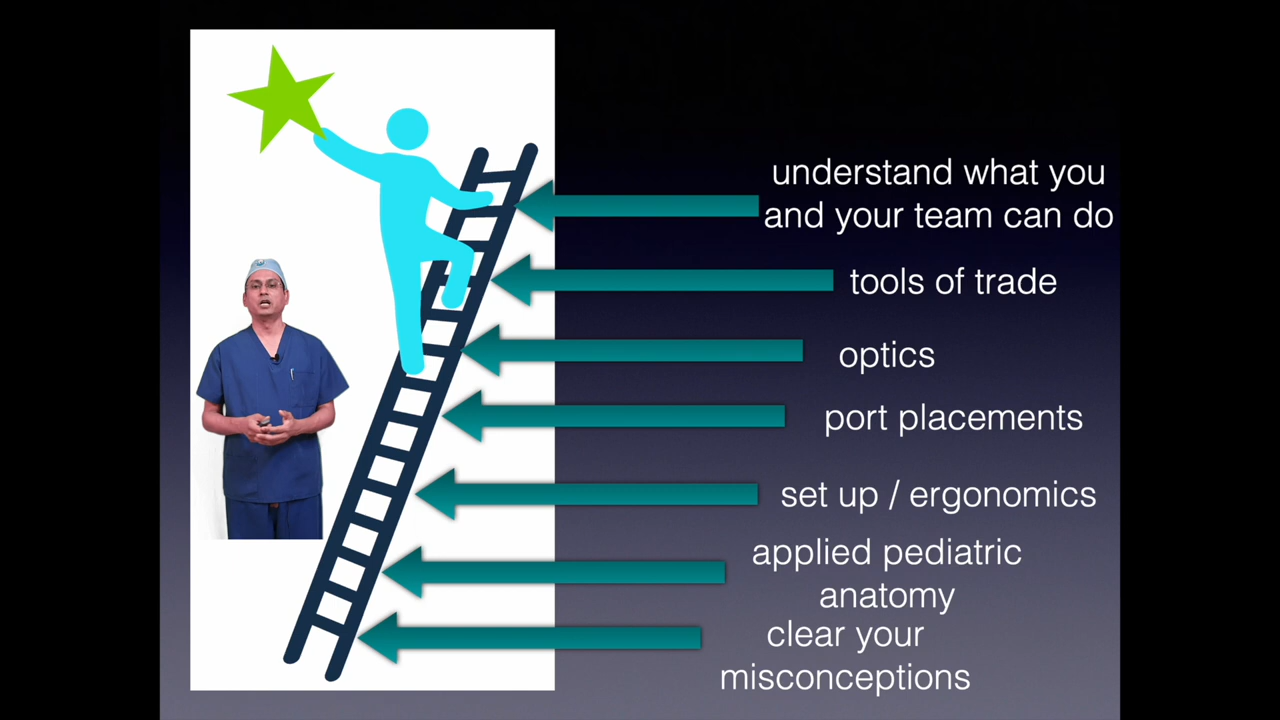 understand what you
and your team can do
tools of trade
optics
port placements
set up / ergonomics
applied pediatric
anatomy
clear your
misconceptions